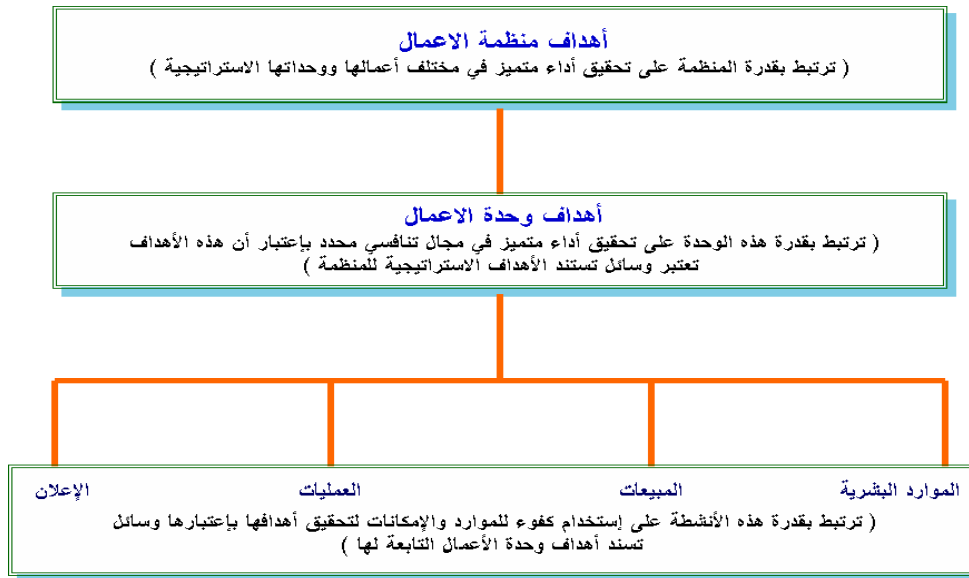 أهداف منظمة الاعمال
( ترتبط بقدرة المنظمة على تحقيق أداء متميز في مختلف أعمالها ووحداتها الاستراتيجية )
أهداف وحدة الاعمال
( ترتبط بقدرة هذه الوحدة على تحقيق أداء متميز في مجال تنافسي محدد بإعتبار أن هذه الأهداف
تعتبر وسائل تستند الأهداف الاستراتيجية للمنظمة )
الموارد البشرية المبيعات العمليات الإعلان
( ترتبط بقدرة هذه الأنشطة على إستخدام كفوء للموارد والإمكانات لتحقيق أهدافها بإعتبارها وسائل
تسند أهداف وحدة الأعمال التابعة لها )